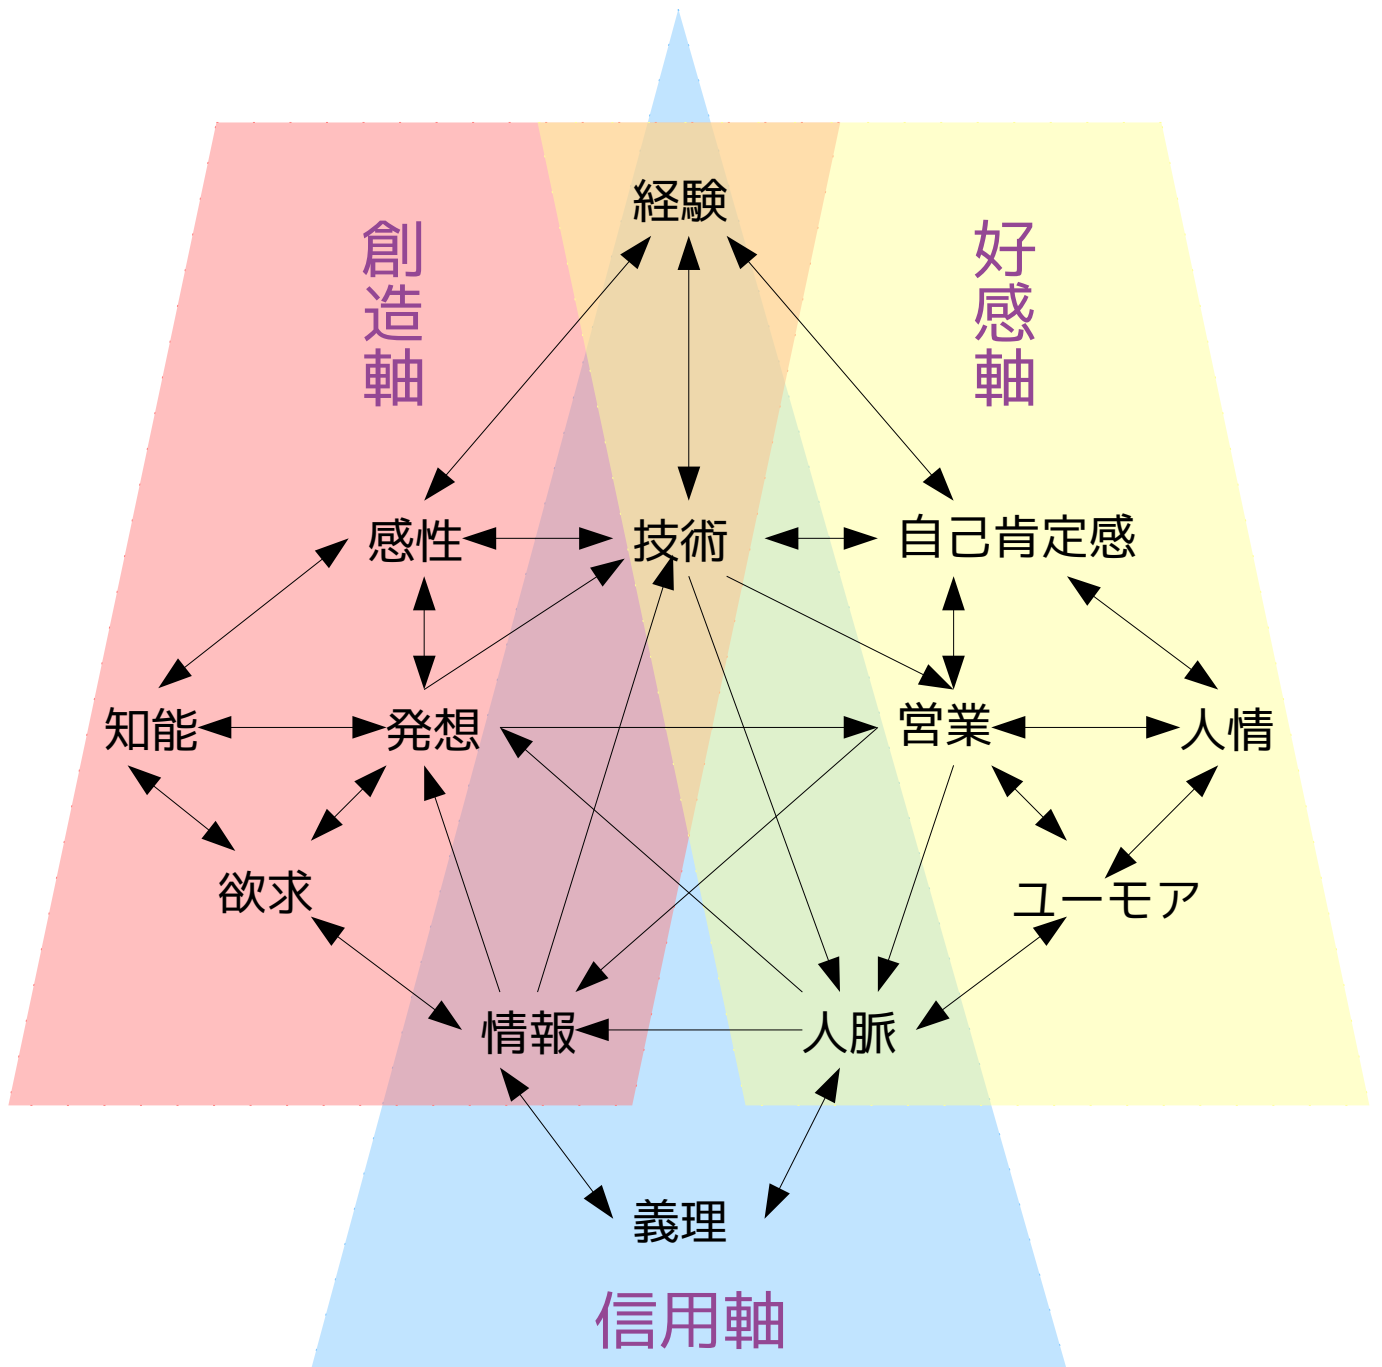 経験
創造軸
好感軸
感性
技術
自己肯定感
知能
発想
営業
人情
欲求
ユーモア
情報
人脈
義理
信用軸